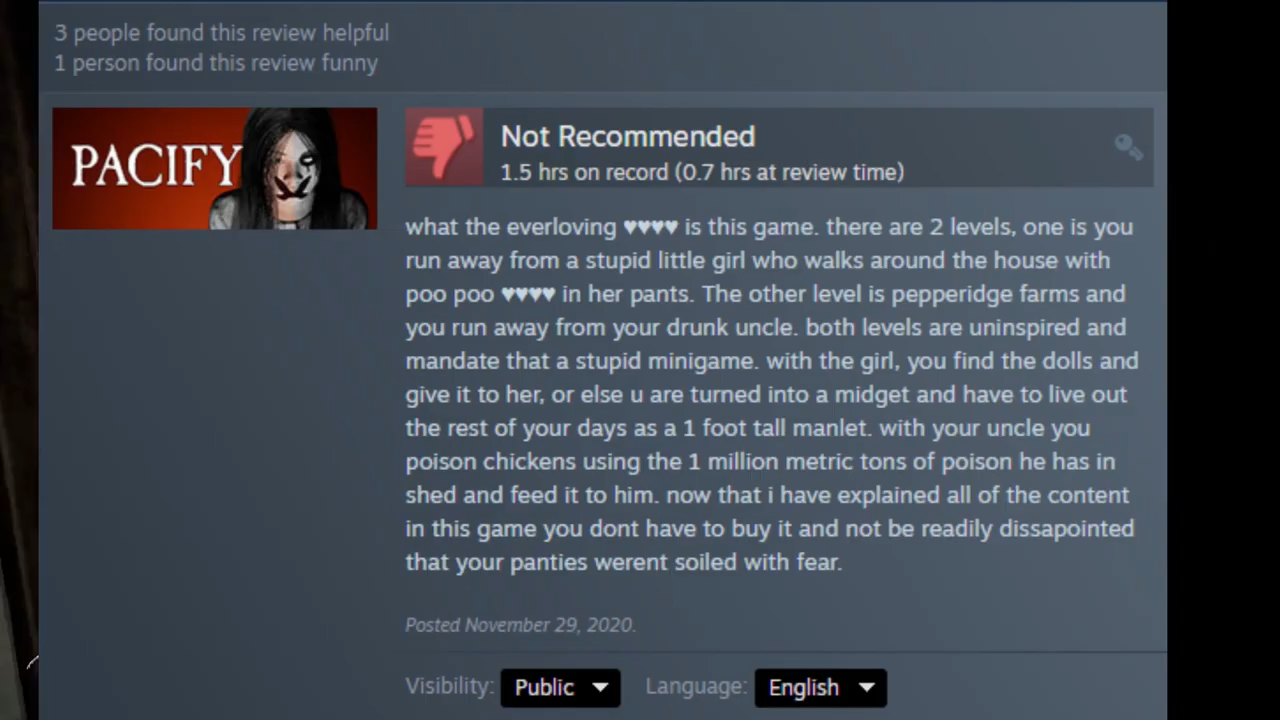 3 people found this review helpful
1 person found this review funny
PACIFY
Not Recommended
1.5 hrs on record (0.7 hrs at review time)
what the everloving ♥♥♥♥ is this game. there are 2 levels, one is you
run away from a stupid little girl who walks around the house with
poo poo ♥♥♥♥ in her pants. The other level is pepperidge farms and
you run away from your drunk uncle. both levels are uninspired and
mandate that a stupid minigame. with the girl, you find the dolls and
give it to her, or else u are turned into a midget and have to live out
the rest of your days as a 1 foot tall manlet. with your uncle you
poison chickens using the 1 million metric tons of poison he has in
shed and feed it to him. now that i have explained all of the content
in this game you dont have to buy it and not be readily dissapointed
that your panties werent soiled with fear.
Posted November 29, 2020.
Visibility: Public Language: English